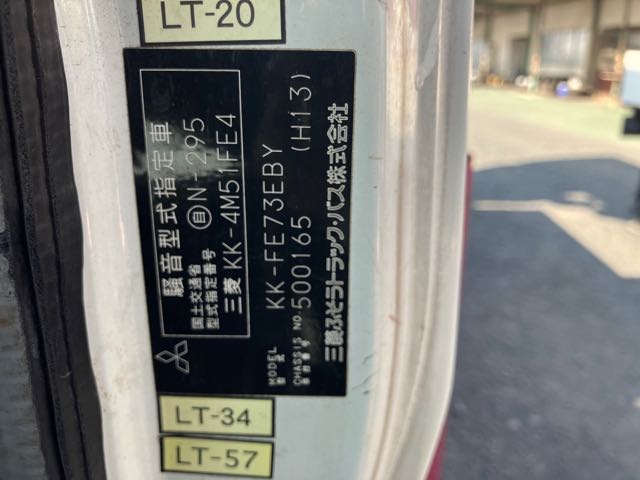 LT-20
騒音型式指定車
国土交通省
型式指定番号
自N-295
三菱 KK-4M51FE4
MODEL
型式
KK-FE73EBY
CHASSIS NO.
車台番号
500165 (H13)
三菱ふそうトラック・バス株式会社
LT-34
LT-57